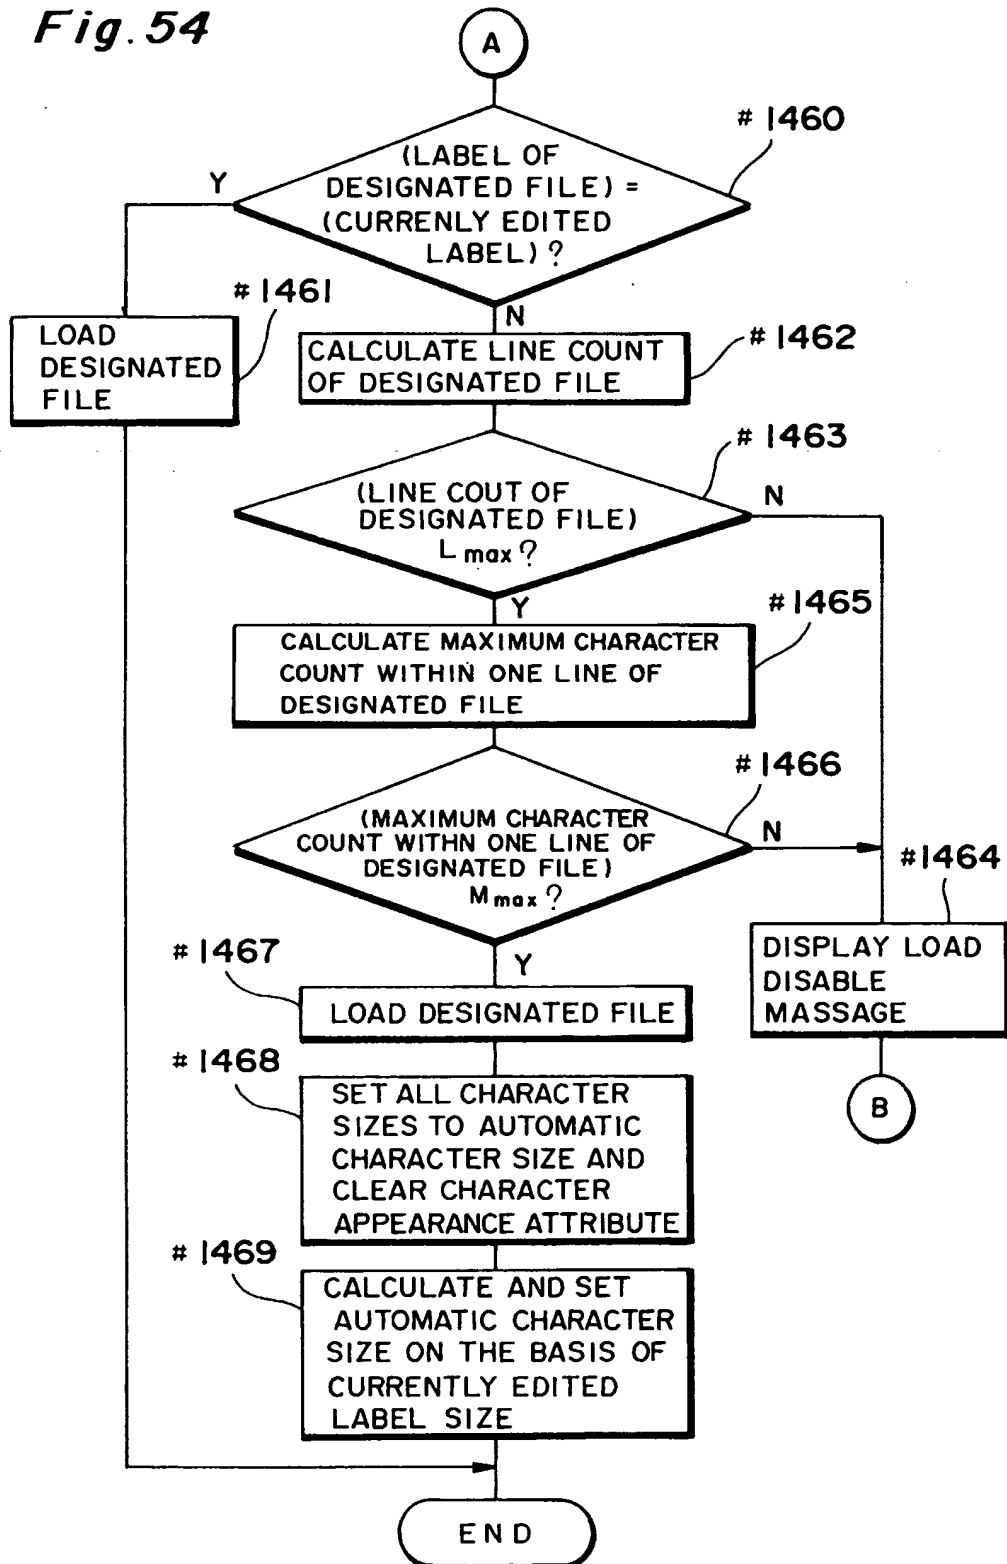 Fig. 54
A
# 1460
(LABEL OF
DESIGNATED FILE) =
(CURRENLY EDITED
LABEL) ?
Y
N
# 1461
LOAD
DESIGNATED
FILE
# 1462
CALCULATE LINE COUNT
OF DESIGNATED FILE
# 1463
(LINE COUT OF
DESIGNATED FILE)
L max ?
N
Y
# 1465
CALCULATE MAXIMUM CHARACTER
COUNT WITHIN ONE LINE OF
DESIGNATED FILE
# 1466
(MAXIMUM CHARACTER
COUNT WITHN ONE LINE OF
DESIGNATED FILE)
M max ?
N
Y
#1464
DISPLAY LOAD
DISABLE
MASSAGE
B
# 1467
LOAD DESIGNATED FILE
# 1468
SET ALL CHARACTER
SIZES TO AUTOMATIC
CHARACTER SIZE AND
CLEAR CHARACTER
APPEARANCE ATTRIBUTE
# 1469
CALCULATE AND SET
AUTOMATIC CHARACTER
SIZE ON THE BASIS OF
CURRENTLY EDITED
LABEL SIZE
END